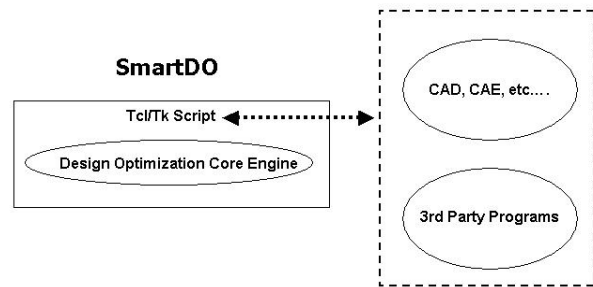 SmartDO
Tcl/Tk Script
Design Optimization Core Engine
CAD, CAE, etc....
3rd Party Programs